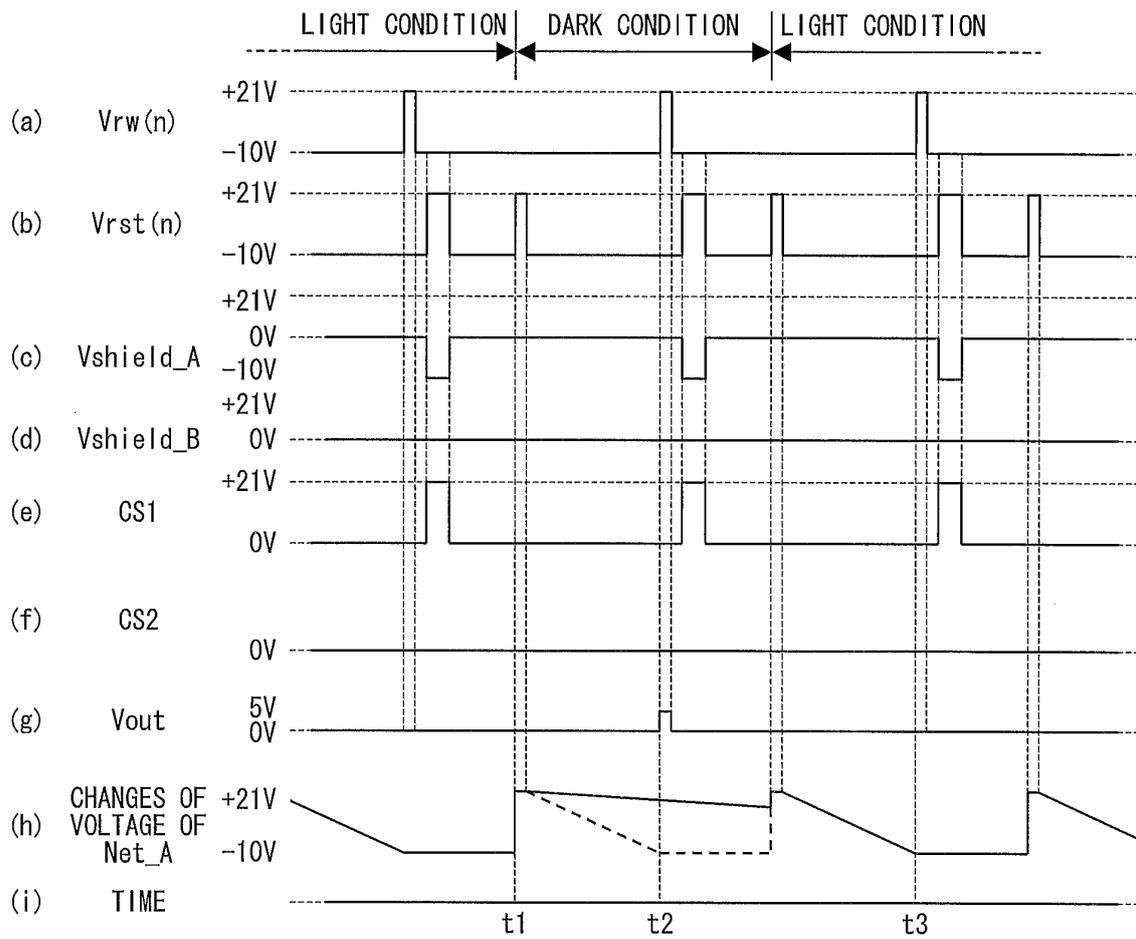 LIGHT CONDITION DARK CONDITION LIGHT CONDITION
(a) Vrw(n) +21V
-10V
(b) Vrst(n) +21V
-10V
+21V
0V
(c) Vshield_A -10V
+21V
(d) Vshield_B 0V
+21V
(e) CS1
0V
(f) CS2
0V
(g) Vout 5V
0V
(h) CHANGES OF VOLTAGE OF Net_A +21V
-10V
(i) TIME
t1 t2 t3